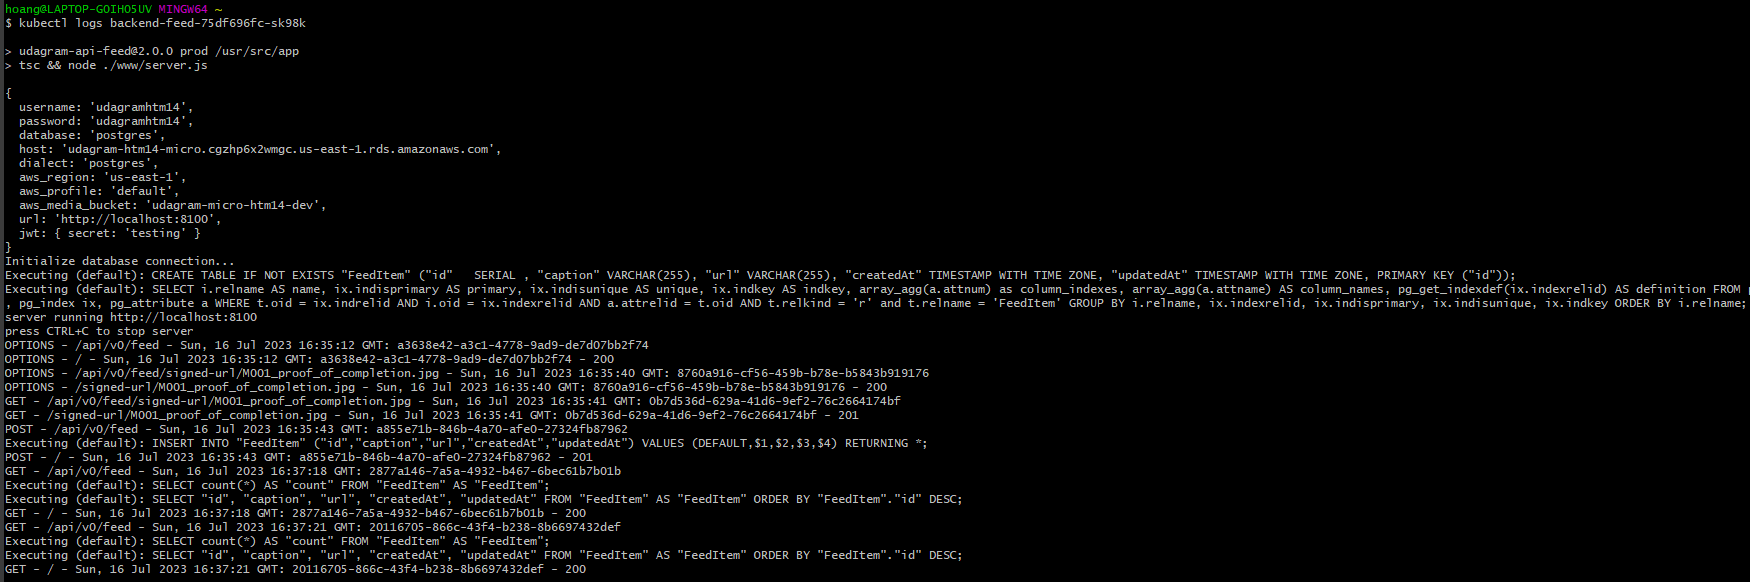 hoang@LAPTOP-GOIHO5UV MINGW64 ~
$ kubectl logs backend-feed-75df696fc-sk98k
> udagram-api-feed@2.0.0 prod /usr/src/app
> tsc && node ./www/server.js
{
  username: 'udagramhtm14',
  password: 'udagramhtm14',
  database: 'postgres',
  host: 'udagram-htm14-micro.cgzhp6x2wmgc.us-east-1.rds.amazonaws.com',
  dialect: 'postgres',
  aws_region: 'us-east-1',
  aws_profile: 'default',
  aws_media_bucket: 'udagram-micro-htm14-dev',
  url: 'http://localhost:8100',
  jwt: { secret: 'testing' }
}
Initialize database connection...
Executing (default): CREATE TABLE IF NOT EXISTS "FeedItem" ("id"   SERIAL , "caption" VARCHAR(255), "url" VARCHAR(255), "createdAt" TIMESTAMP WITH TIME ZONE, "updatedAt" TIMESTAMP WITH TIME ZONE, PRIMARY KEY ("id"));
Executing (default): SELECT i.relname AS name, ix.indisprimary AS primary, ix.indisunique AS unique, ix.indkey AS indkey, array_agg(a.attnum) as column_indexes, array_agg(a.attname) AS column_names, pg_get_indexdef(ix.indexrelid) AS definition FROM
, pg_index ix, pg_attribute a WHERE t.oid = ix.indrelid AND i.oid = ix.indexrelid AND a.attrelid = t.oid AND t.relkind = 'r' and t.relname = 'FeedItem' GROUP BY i.relname, ix.indexrelid, ix.indisprimary, ix.indisunique, ix.indkey ORDER BY i.relname;
server running http://localhost:8100
press CTRL+C to stop server
OPTIONS - /api/v0/feed - Sun, 16 Jul 2023 16:35:12 GMT: a3638e42-a3c1-4778-9ad9-de7d07bb2f74
OPTIONS - / - Sun, 16 Jul 2023 16:35:12 GMT: a3638e42-a3c1-4778-9ad9-de7d07bb2f74 - 200
OPTIONS - /api/v0/feed/signed-url/M001_proof_of_completion.jpg - Sun, 16 Jul 2023 16:35:40 GMT: 8760a916-cf56-459b-b78e-b5843b919176
OPTIONS - /signed-url/M001_proof_of_completion.jpg - Sun, 16 Jul 2023 16:35:40 GMT: 8760a916-cf56-459b-b78e-b5843b919176 - 200
GET - /api/v0/feed/signed-url/M001_proof_of_completion.jpg - Sun, 16 Jul 2023 16:35:41 GMT: 0b7d536d-629a-41d6-9ef2-76c2664174bf
GET - /signed-url/M001_proof_of_completion.jpg - Sun, 16 Jul 2023 16:35:41 GMT: 0b7d536d-629a-41d6-9ef2-76c2664174bf - 201
POST - /api/v0/feed - Sun, 16 Jul 2023 16:35:43 GMT: a855e71b-846b-4a70-afe0-27324fb87962
Executing (default): INSERT INTO "FeedItem" ("id","caption","url","createdAt","updatedAt") VALUES (DEFAULT,$1,$2,$3,$4) RETURNING *;
POST - / - Sun, 16 Jul 2023 16:35:43 GMT: a855e71b-846b-4a70-afe0-27324fb87962 - 201
GET - /api/v0/feed - Sun, 16 Jul 2023 16:37:18 GMT: 2877a146-7a5a-4932-b467-6bec61b7b01b
Executing (default): SELECT count(*) AS "count" FROM "FeedItem" AS "FeedItem";
Executing (default): SELECT "id", "caption", "url", "createdAt", "updatedAt" FROM "FeedItem" AS "FeedItem" ORDER BY "FeedItem"."id" DESC;
GET - / - Sun, 16 Jul 2023 16:37:18 GMT: 2877a146-7a5a-4932-b467-6bec61b7b01b - 200
GET - /api/v0/feed - Sun, 16 Jul 2023 16:37:21 GMT: 20116705-866c-43f4-b238-8b6697432def
Executing (default): SELECT count(*) AS "count" FROM "FeedItem" AS "FeedItem";
Executing (default): SELECT "id", "caption", "url", "createdAt", "updatedAt" FROM "FeedItem" AS "FeedItem" ORDER BY "FeedItem"."id" DESC;
GET - / - Sun, 16 Jul 2023 16:37:21 GMT: 20116705-866c-43f4-b238-8b6697432def - 200